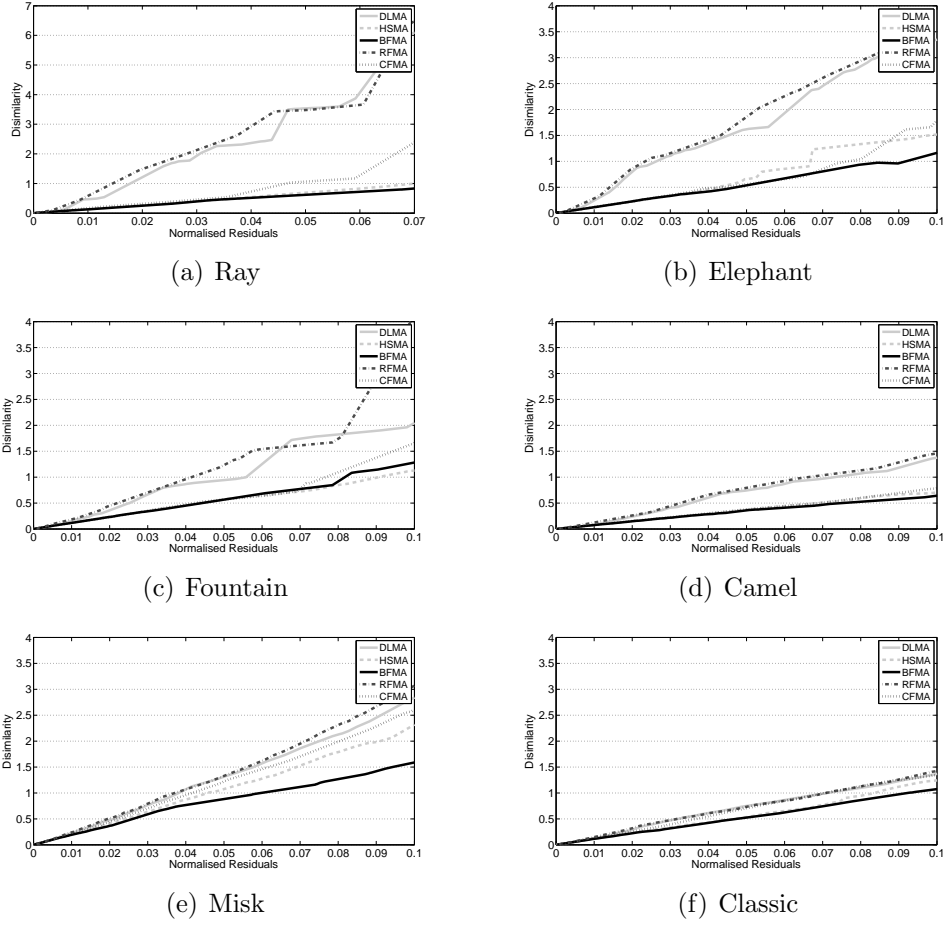 7
6
5
4
3
2
1
0
Disimilarity
0 0.01 0.02 0.03 0.04 0.05 0.06 0.07
Normalised Residuals
DLMA
HSMA
BFMA
RFMA
CFMA
(a) Ray
4
3.5
3
2.5
2
1.5
1
0.5
0
Disimilarity
0 0.01 0.02 0.03 0.04 0.05 0.06 0.07 0.08 0.09 0.1
Normalised Residuals
DLMA
HSMA
BFMA
RFMA
CFMA
(b) Elephant
4
3.5
3
2.5
2
1.5
1
0.5
0
Disimilarity
0 0.01 0.02 0.03 0.04 0.05 0.06 0.07 0.08 0.09 0.1
Normalised Residuals
DLMA
HSMA
BFMA
RFMA
CFMA
(c) Fountain
4
3.5
3
2.5
2
1.5
1
0.5
0
Disimilarity
0 0.01 0.02 0.03 0.04 0.05 0.06 0.07 0.08 0.09 0.1
Normalised Residuals
DLMA
HSMA
BFMA
RFMA
CFMA
(d) Camel
4
3.5
3
2.5
2
1.5
1
0.5
0
Disimilarity
0 0.01 0.02 0.03 0.04 0.05 0.06 0.07 0.08 0.09 0.1
Normalised Residuals
DLMA
HSMA
BFMA
RFMA
CFMA
(e) Misk
4
3.5
3
2.5
2
1.5
1
0.5
0
Disimilarity
0 0.01 0.02 0.03 0.04 0.05 0.06 0.07 0.08 0.09 0.1
Normalised Residuals
DLMA
HSMA
BFMA
RFMA
CFMA
(f) Classic